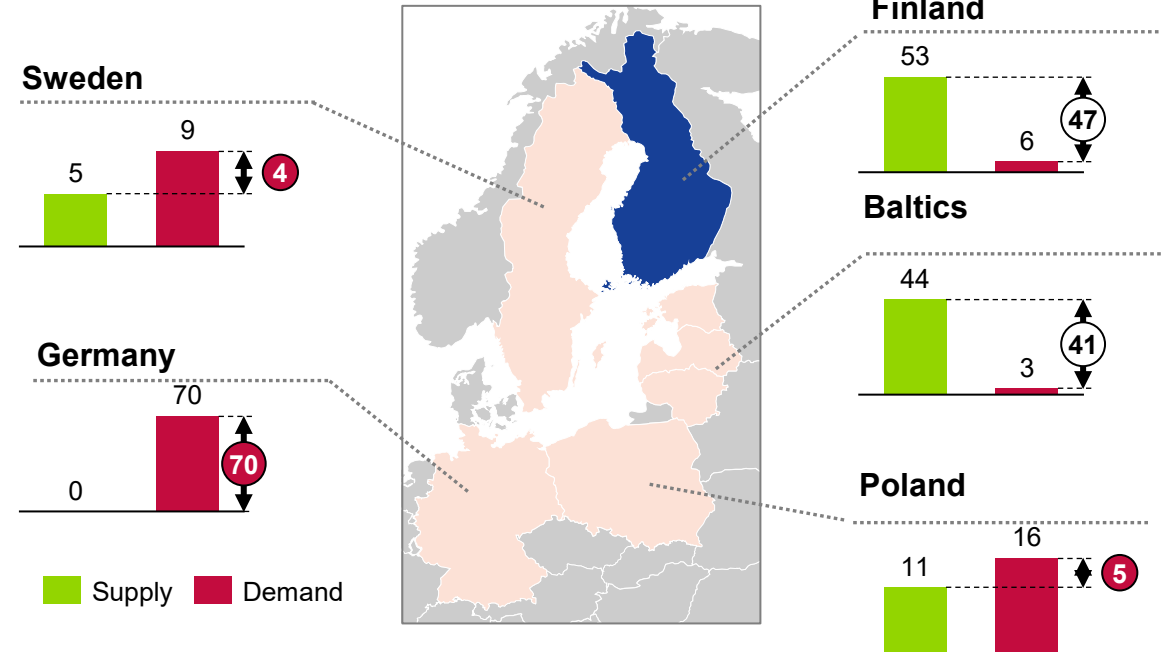 Finland
53
6
47
Sweden
5
9
4
Baltics
44
3
41
Germany
0
70
70
Poland
11
16
5
Supply
Demand